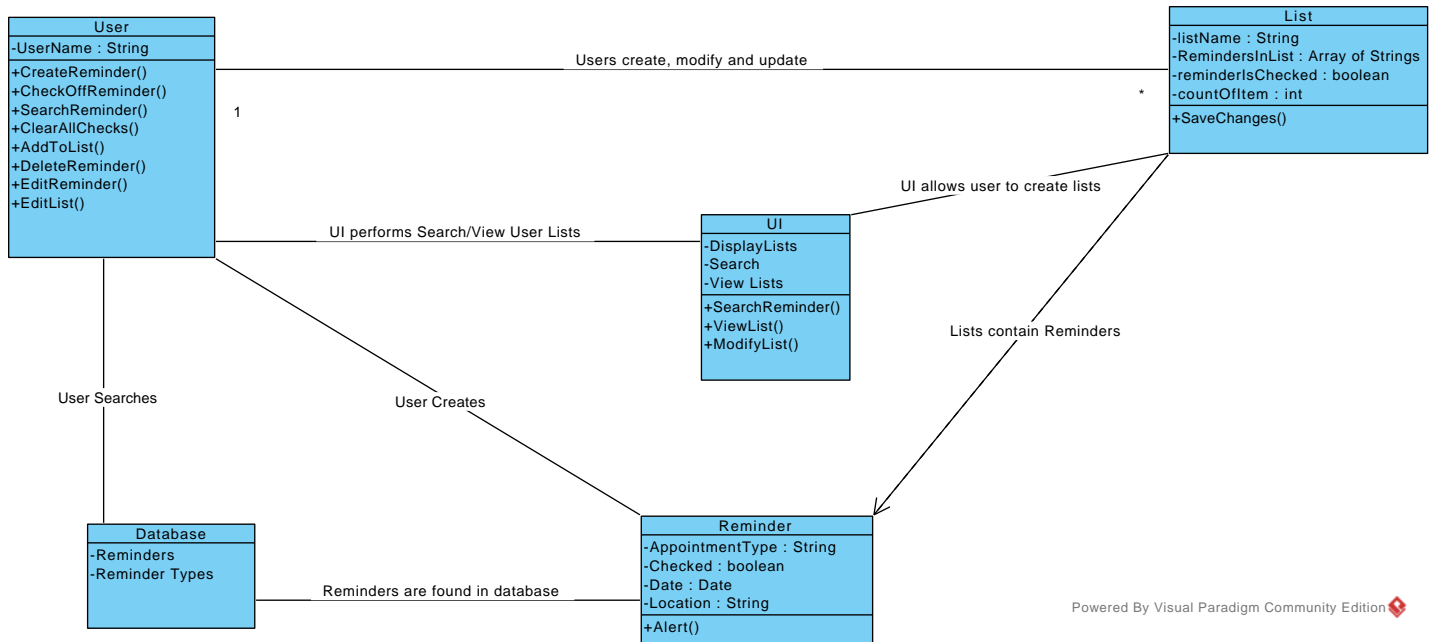 User
-UserName : String
+CreateReminder()
+CheckOffReminder()
+SearchReminder()
+ClearAllChecks()
+AddToList()
+DeleteReminder()
+EditReminder()
+EditList()
Users create, modify and update
1
*
List
-listName : String
-RemindersInList : Array of Strings
-reminderIsChecked : boolean
-countOfItem : int
+SaveChanges()
UI allows user to create lists
UI performs Search/View User Lists
UI
-DisplayLists
-Search
-View Lists
+SearchReminder()
+ViewList()
+ModifyList()
Lists contain Reminders
User Searches
User Creates
Database
-Reminders
-Reminder Types
Reminders are found in database
Reminder
-AppointmentType : String
-Checked : boolean
-Date : Date
-Location : String
+Alert()
Powered By Visual Paradigm Community Edition